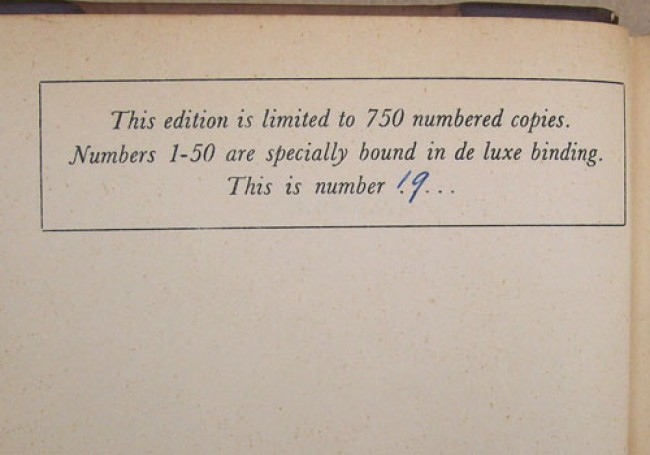 This edition is limited to 750 numbered copies.
Numbers 1-50 are specially bound in de luxe binding.
This is number 19...